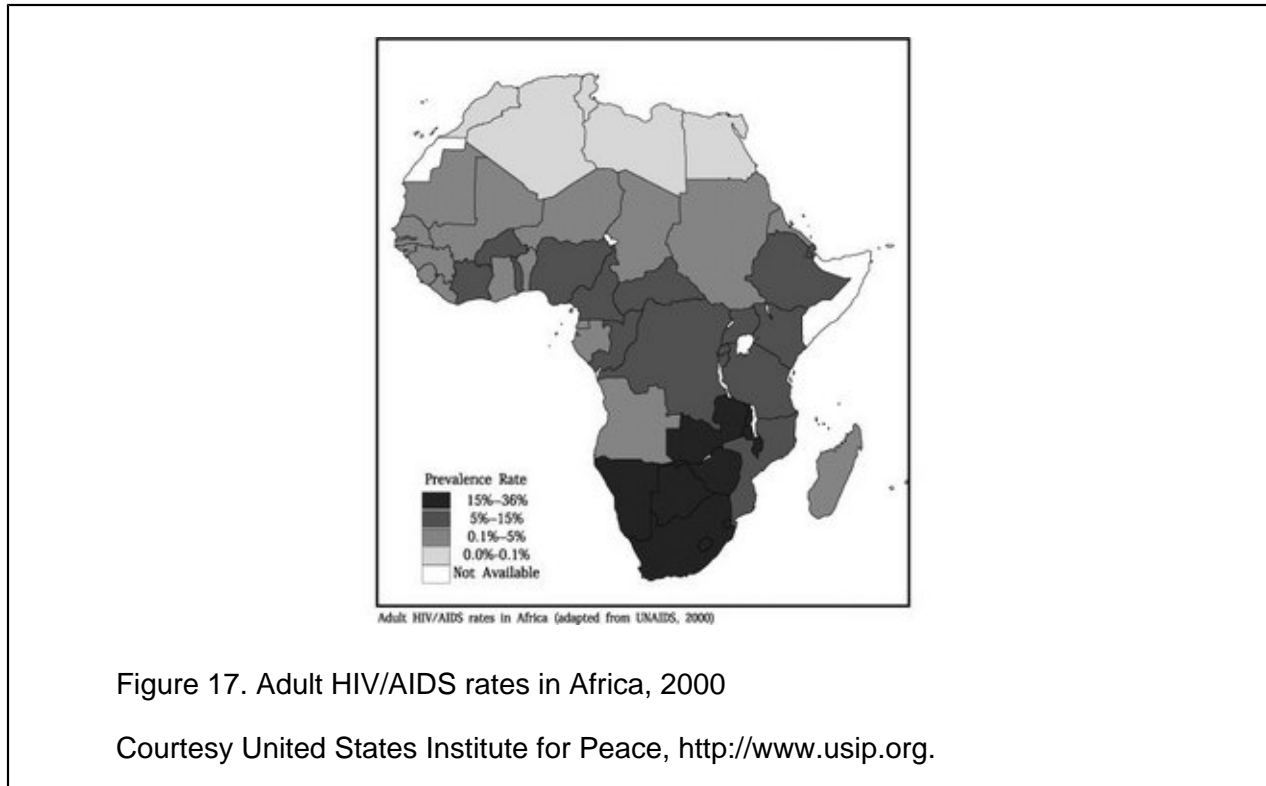 Prevalence Rate
15%–36%
5%–15%
0.1%–5%
0.0%-0.1%
Not Available
Adult HIV/AIDS rates in Africa (adapted from UNAIDS, 2000)
Figure 17. Adult HIV/AIDS rates in Africa, 2000
Courtesy United States Institute for Peace, http://www.usip.org.